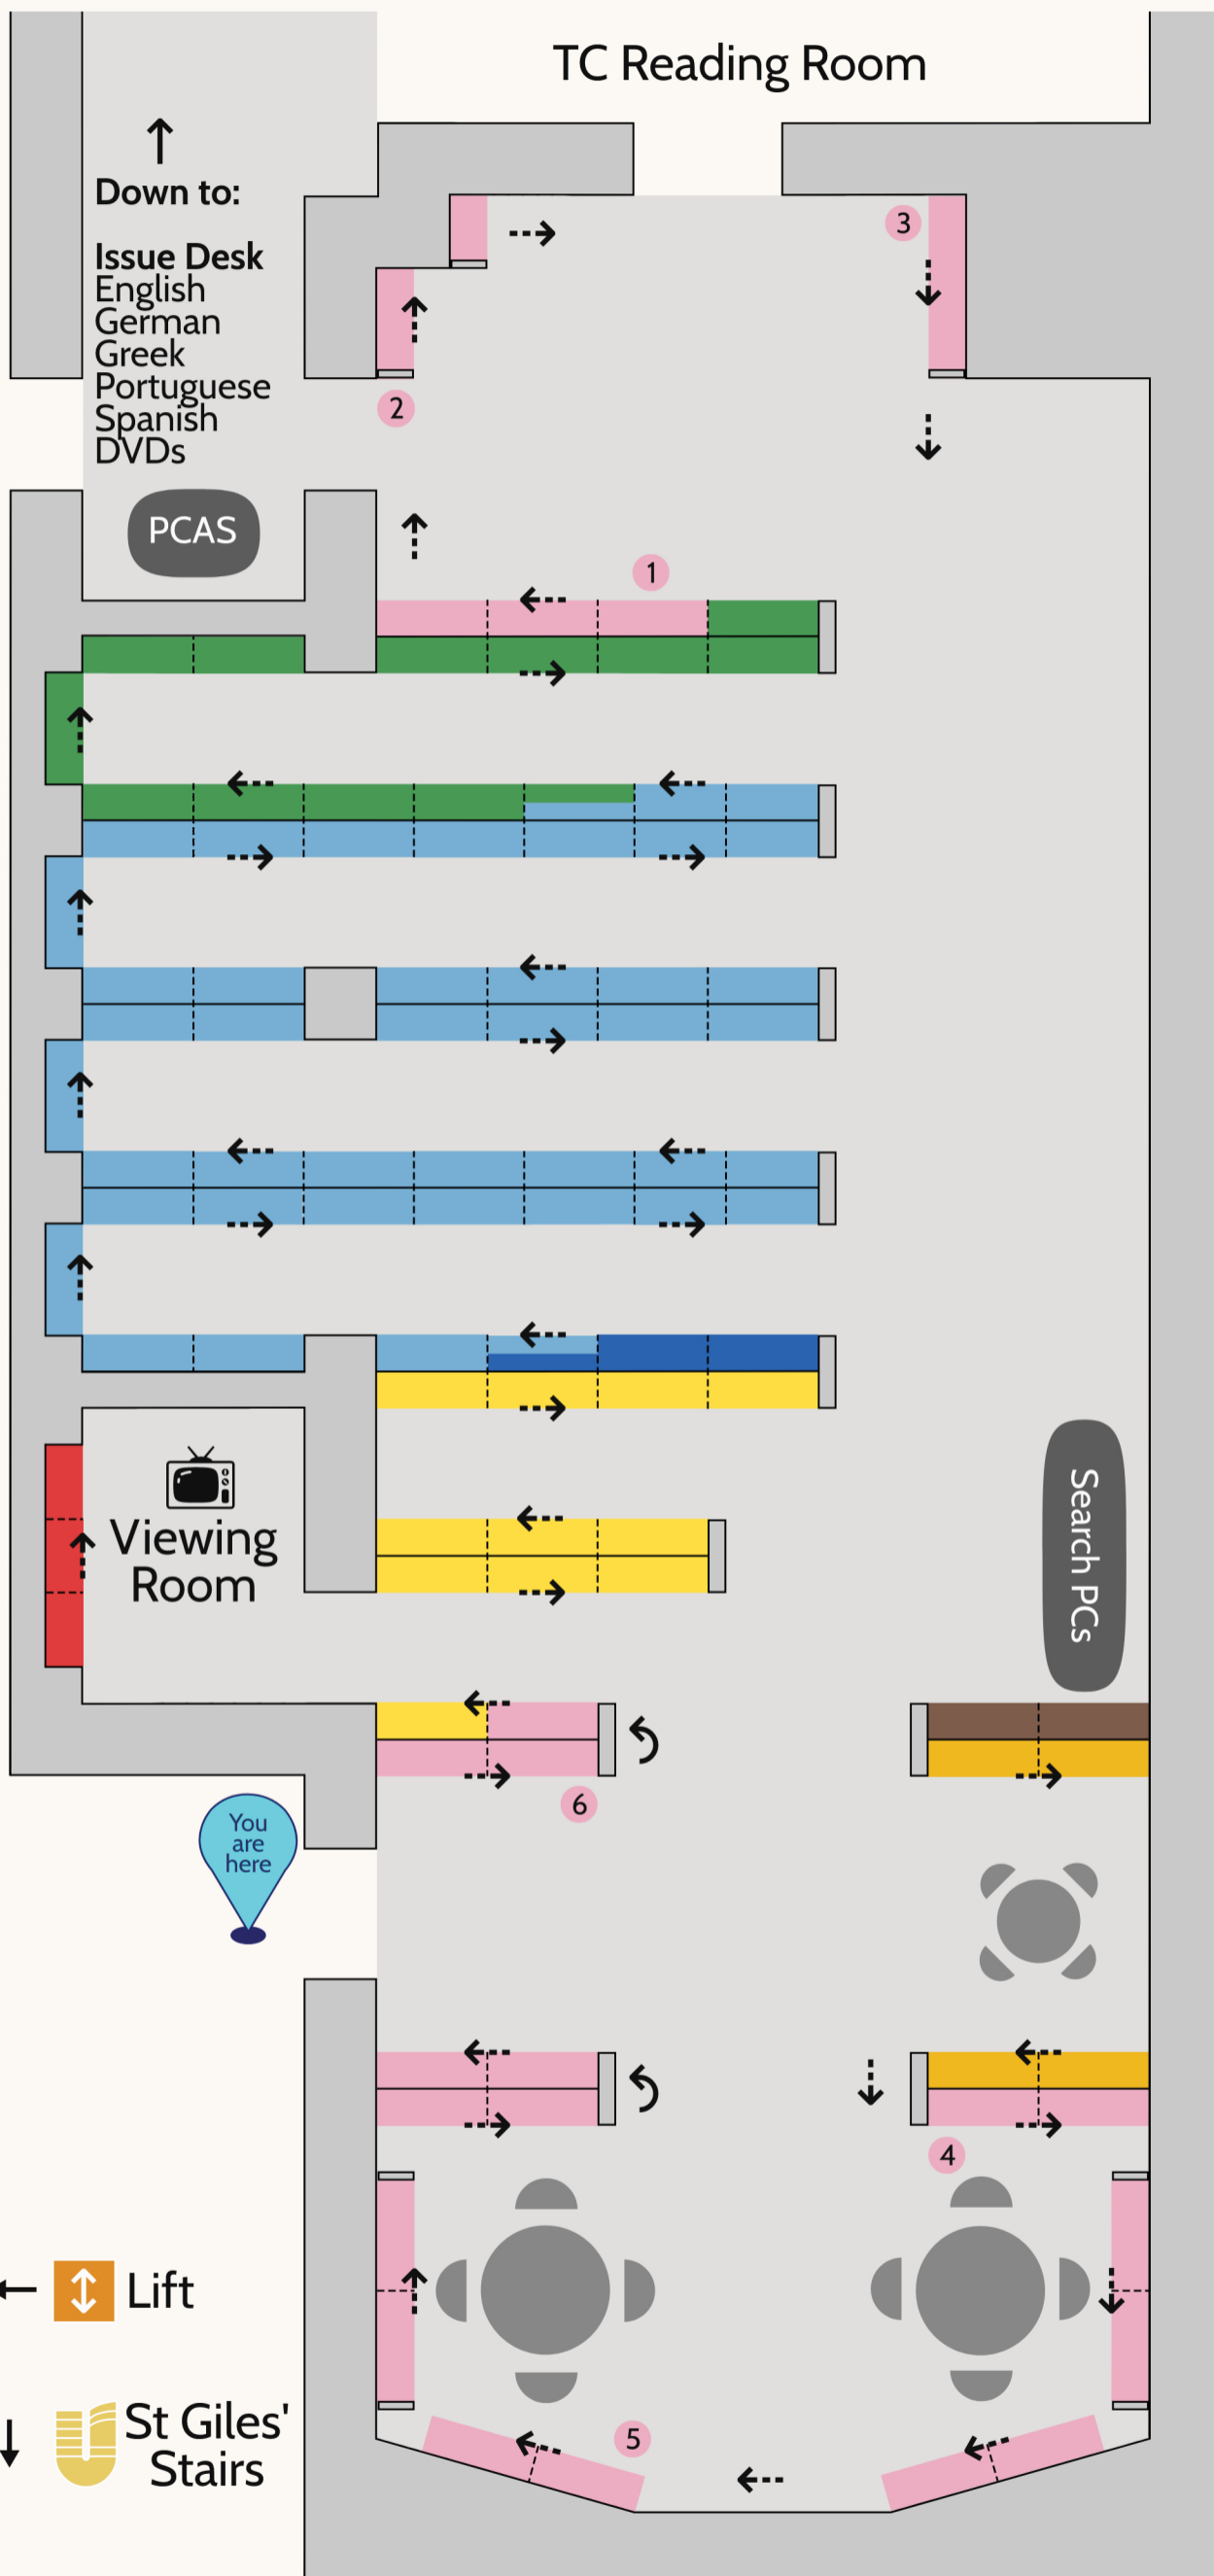 TC Reading Room
Down to:
Issue Desk
English
German
Greek
Portuguese
Spanish
DVDs
PCAS
3
2
1
Viewing
Room
Search PCs
6
You
are
here
4
Lift
St Giles'
Stairs
5